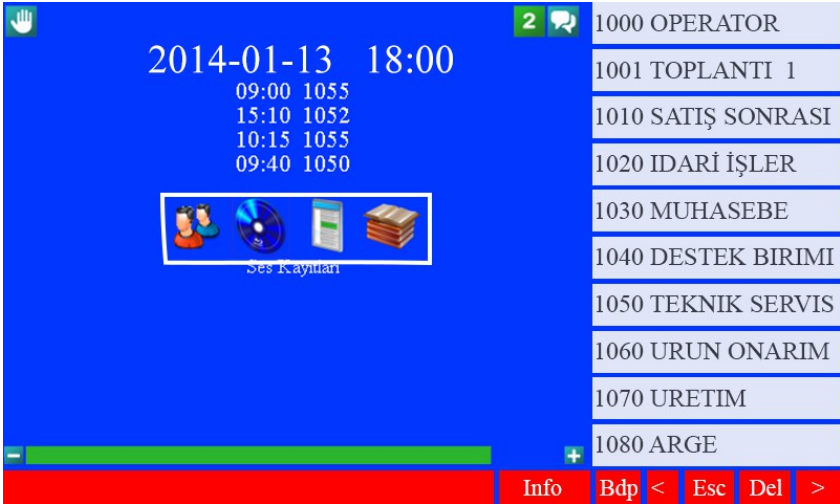 2
2014-01-13 18:00
09:00 1055
15:10 1052
10:15 1055
09:40 1050
Ses Kayıtları
1000 OPERATOR
1001 TOPLANTI 1
1010 SATIŞ SONRASI
1020 IDARİ İŞLER
1030 MUHASEBE
1040 DESTEK BIRIMI
1050 TEKNIK SERVIS
1060 URUN ONARIM
1070 URETIM
1080 ARGE
Info Bdp < Esc Del >